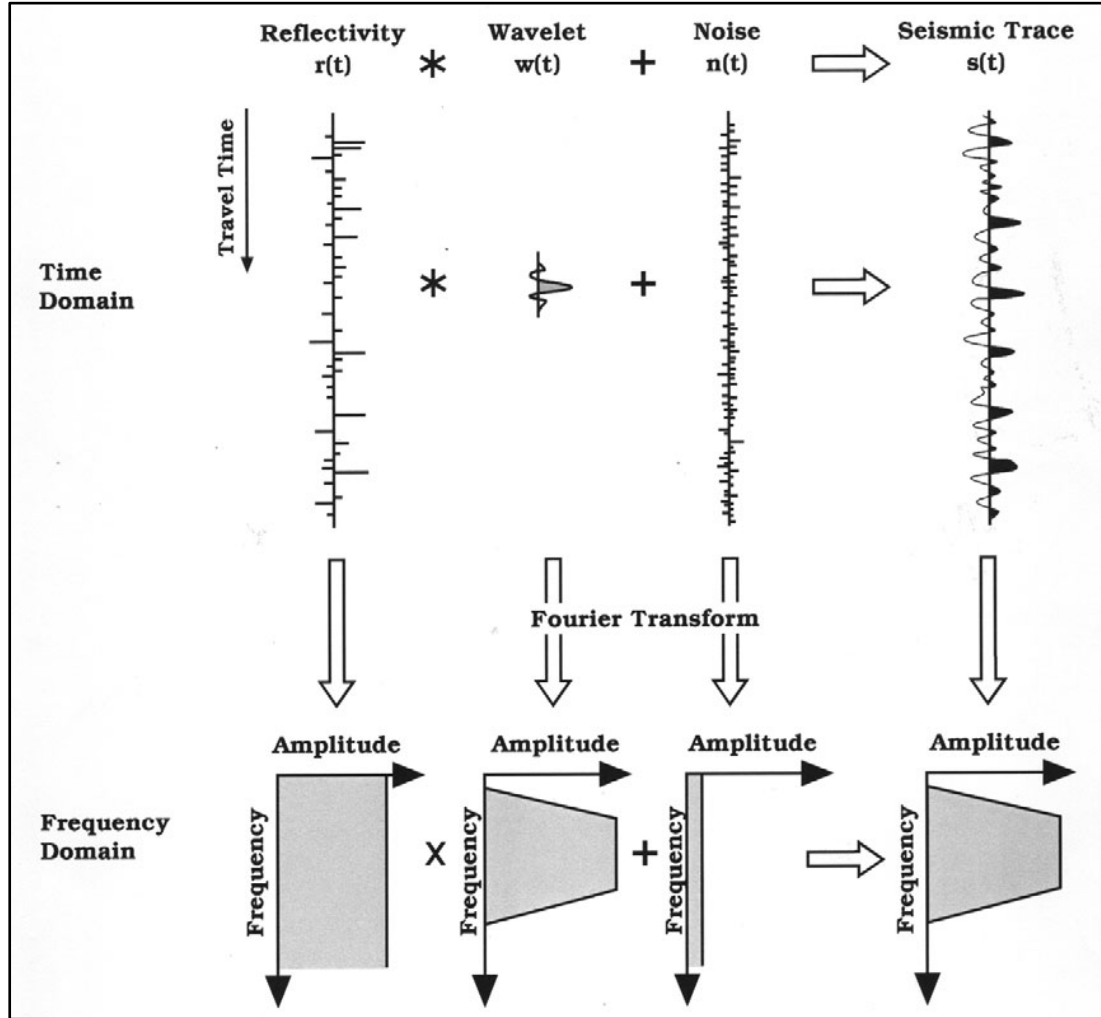 Reflectivity
r(t)
*
Wavelet
w(t)
+
Noise
n(t)
Seismic Trace
s(t)
Travel Time
Time
Domain
*
+
Fourier Transform
Amplitude
Amplitude
Amplitude
Amplitude
Frequency
Domain
Frequency
x
Frequency
+
Frequency
Frequency